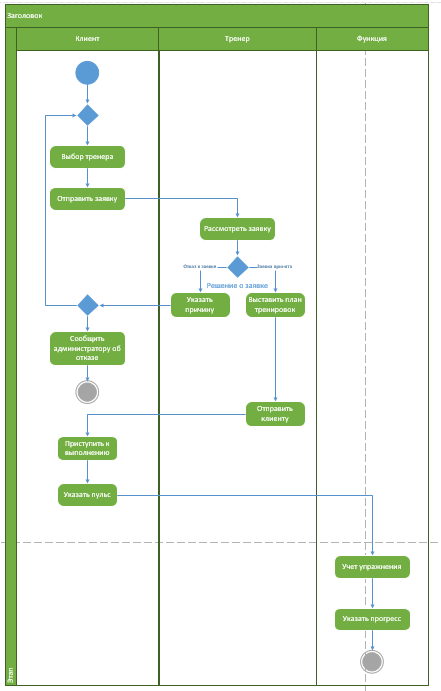 Заголовок
Клиент
Тренер
Функция
Выбор тренера
Отправить заявку
Рассмотреть заявку
Отказ в заявке
Заявка принята
Решение о заявке
Указать
причину
Выставить план
тренировок
Сообщить
администратору об
отказе
Отправить
клиенту
Приступить к
выполнению
Указать пульс
Учет упражнения
Указать прогресс
Этап